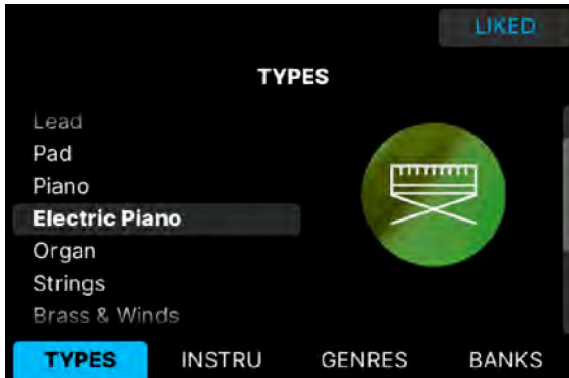 LIKED
TYPES
Lead
Pad
Piano
Electric Piano
Organ
Strings
Brass & Winds
TYPES INSTRU GENRES BANKS